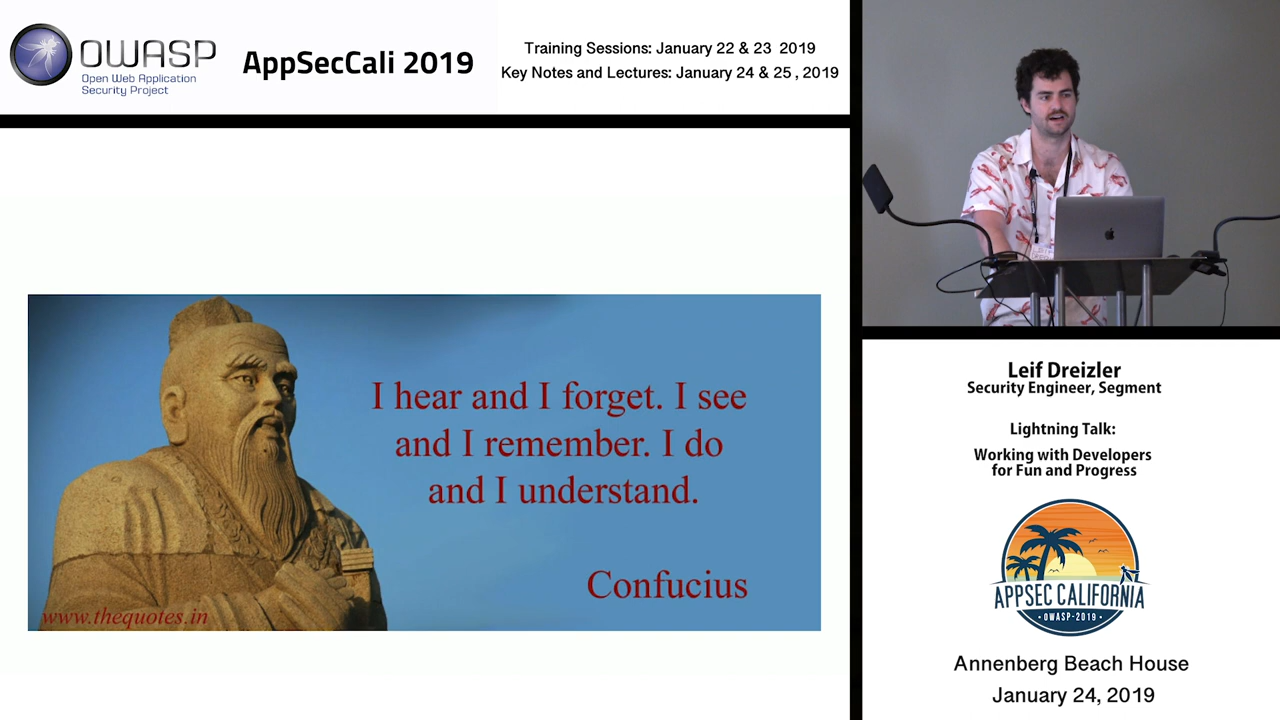 OWASP
Open Web Application
Security Project
AppSecCali 2019
Training Sessions: January 22 & 23 2019
Key Notes and Lectures: January 24 & 25, 2019
I hear and I forget. I see
and I remember. I do
and I understand.
Confucius
www.thequotes.in
Leif Dreizler
Security Engineer, Segment
Lightning Talk:
Working with Developers
for Fun and Progress
APPSEC CALIFORNIA
OWASP-2019
Annenberg Beach House
January 24, 2019